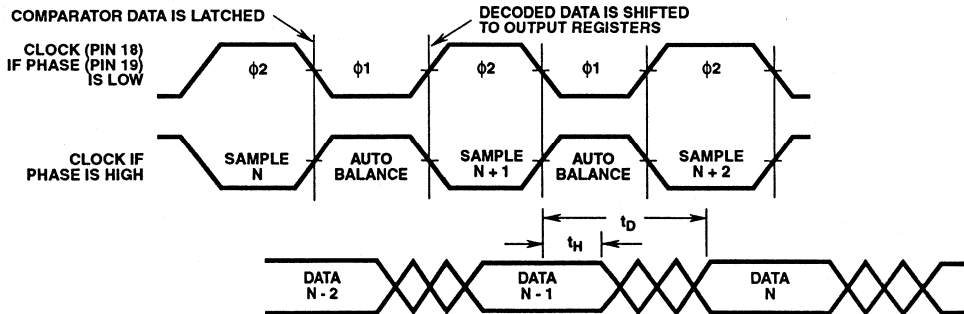 COMPARATOR DATA IS LATCHED
DECODED DATA IS SHIFTED
TO OUTPUT REGISTERS
CLOCK (PIN 18)
IF PHASE (PIN 19)
IS LOW
ϕ2
ϕ1
ϕ2
ϕ1
ϕ2
CLOCK IF
PHASE IS HIGH
SAMPLE
N
AUTO
BALANCE
SAMPLE
N + 1
AUTO
BALANCE
SAMPLE
N + 2
tD
tH
DATA
N - 2
DATA
N - 1
DATA
N